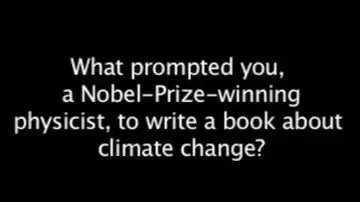 What prompted you,
a Nobel-Prize-winning
physicist, to write a book about
climate change?